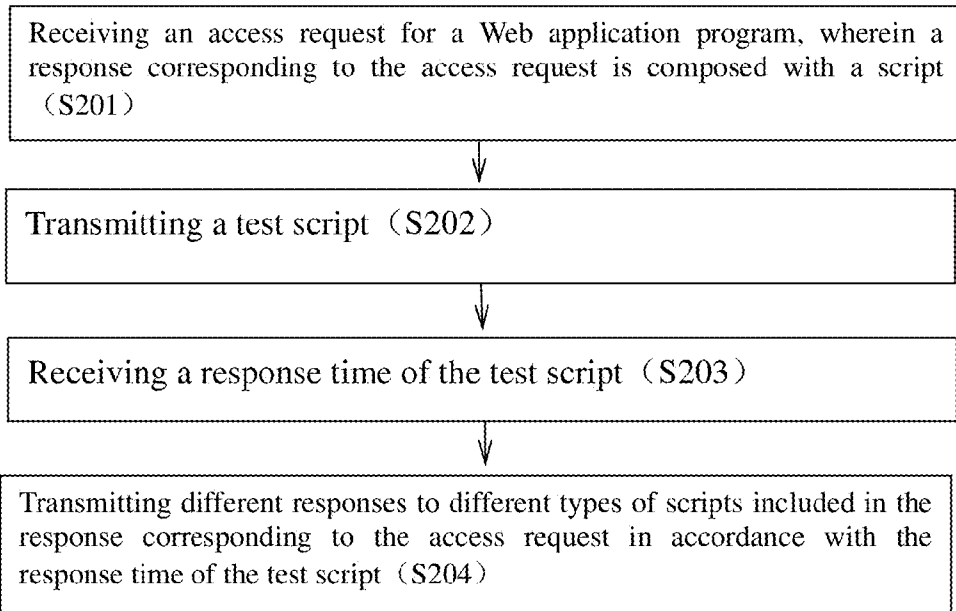 Receiving an access request for a Web application program, wherein a
response corresponding to the access request is composed with a script
（S201）
Transmitting a test script（S202）
Receiving a response time of the test script（S203）
Transmitting different responses to different types of scripts included in the
response corresponding to the access request in accordance with the
response time of the test script（S204）